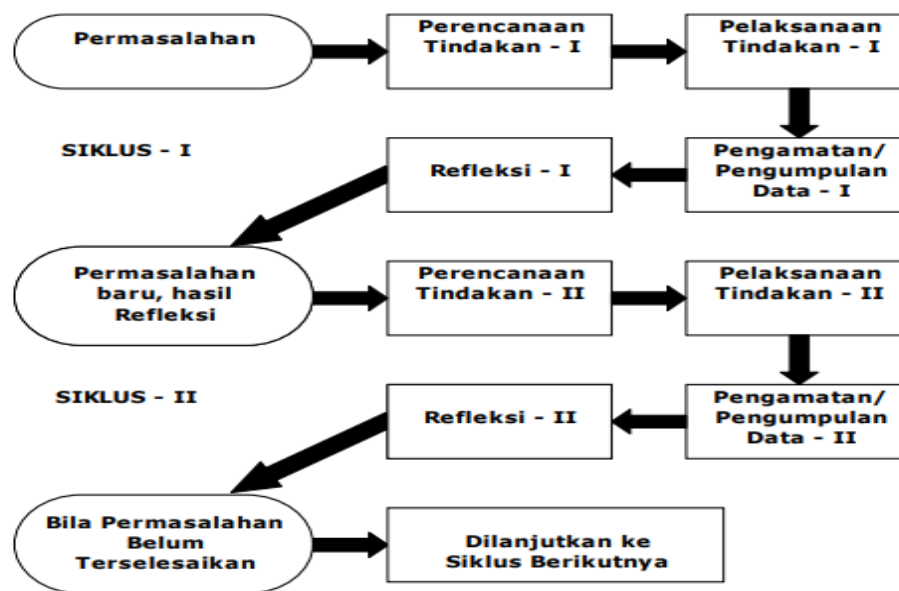 Permasalahan
Perencanaan
Tindakan - I
Pelaksanaan
Tindakan - I
SIKLUS - I
Refleksi - I
Pengamatan/
Pengumpulan
Data - I
Permasalahan
baru, hasil
Refleksi
Perencanaan
Tindakan - II
Pelaksanaan
Tindakan - II
SIKLUS - II
Refleksi - II
Pengamatan/
Pengumpulan
Data - II
Bila Permasalahan
Belum
Terselesaikan
Dilanjutkan ke
Siklus Berikutnya